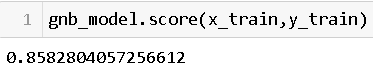 1 gnb_model.score(x_train,y_train)
0.8582804057256612